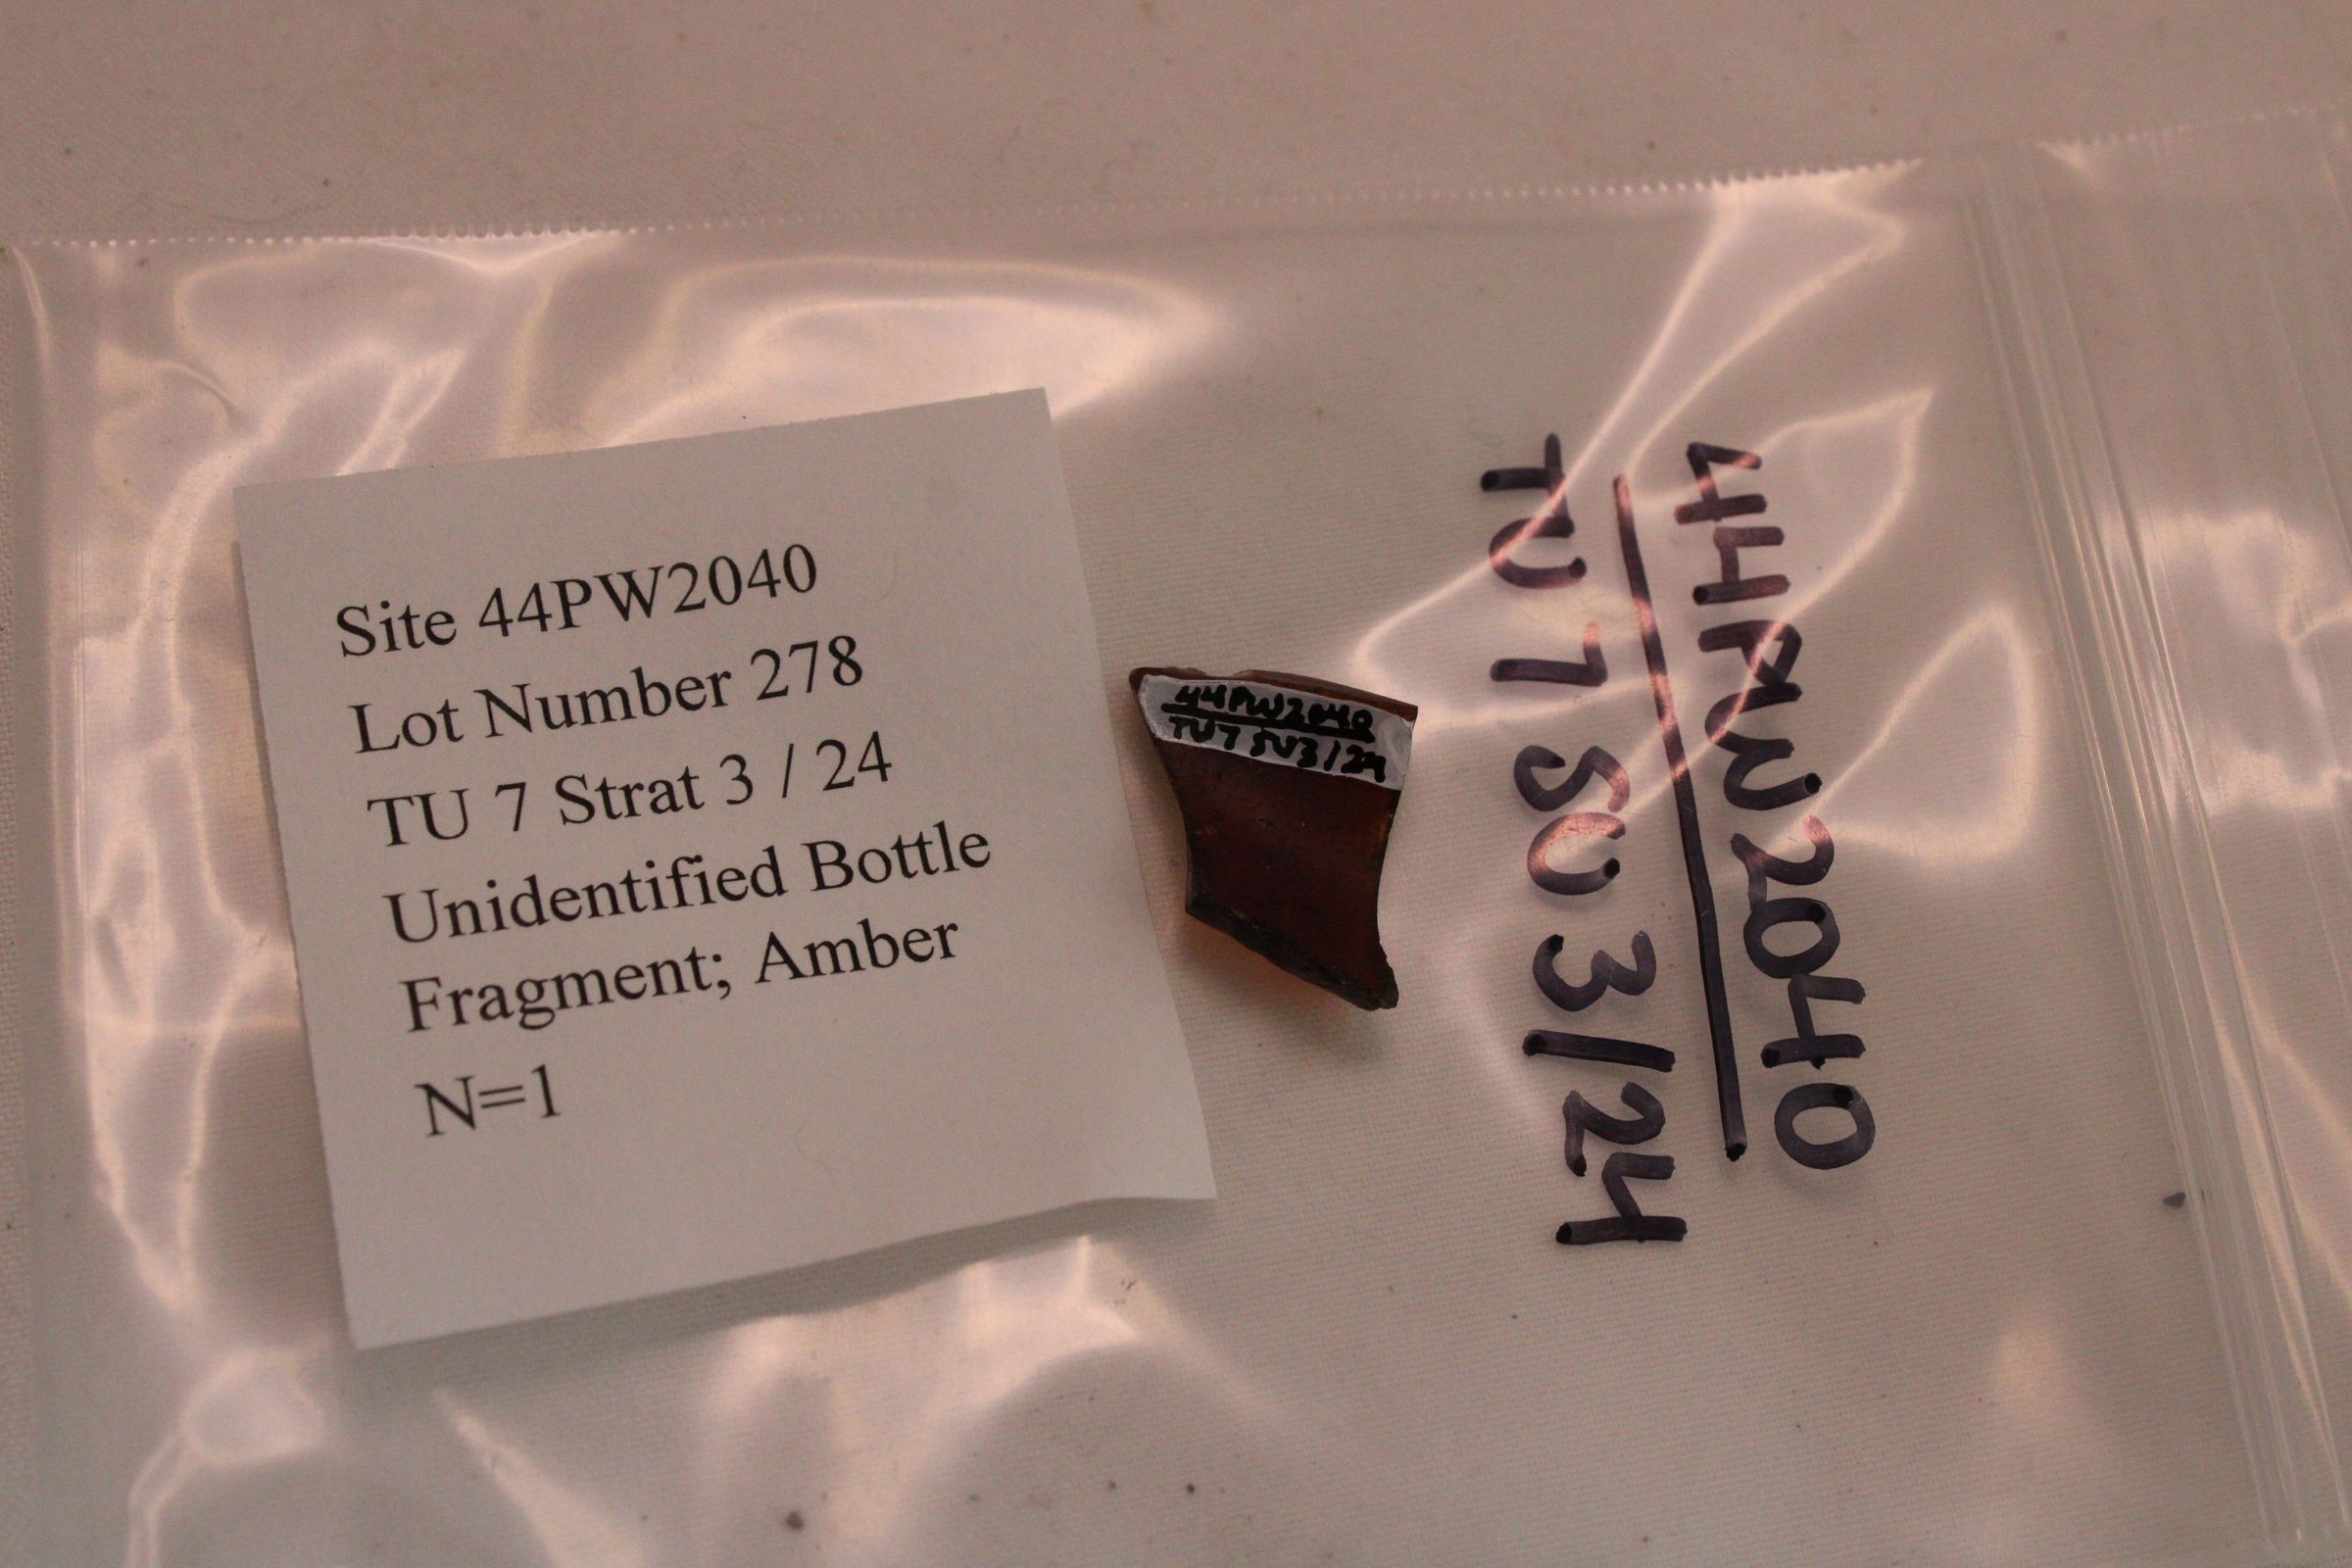 Site 44PW2040
Lot Number 278
TU 7 Strat 3 / 24
Unidentified Bottle
Fragment; Amber
N=1
44PW2040
TU7 SU3/24
44PW2040
TU 7 SU 3/24